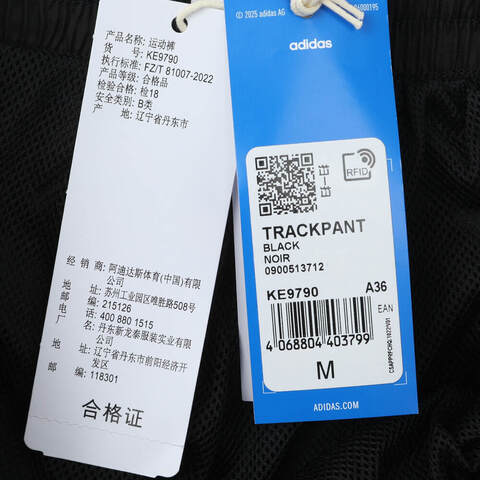 产品名称: 运动裤
货 号: KE9790
执行标准: FZ/T 81007-2022
产品等级: 合格品
检验合格: 检18
安全类别: B类
产 地: 辽宁省丹东市
经 销 商: 阿迪达斯体育(中国)有限公司
地 址: 苏州工业园区唯胜路508号
邮 编: 215126
电 话: 400 880 1515
厂 名: 丹东新龙泰服装实业有限公司
地 址: 辽宁省丹东市前阳经济开发区
邮 编: 118301
合格证
© 2025 adidas AG
adidas
RFID
TRACKPANT
BLACK
NOIR
0900513712
KE9790 A36
EAN
4 068804 403799
M
ADIDAS.COM